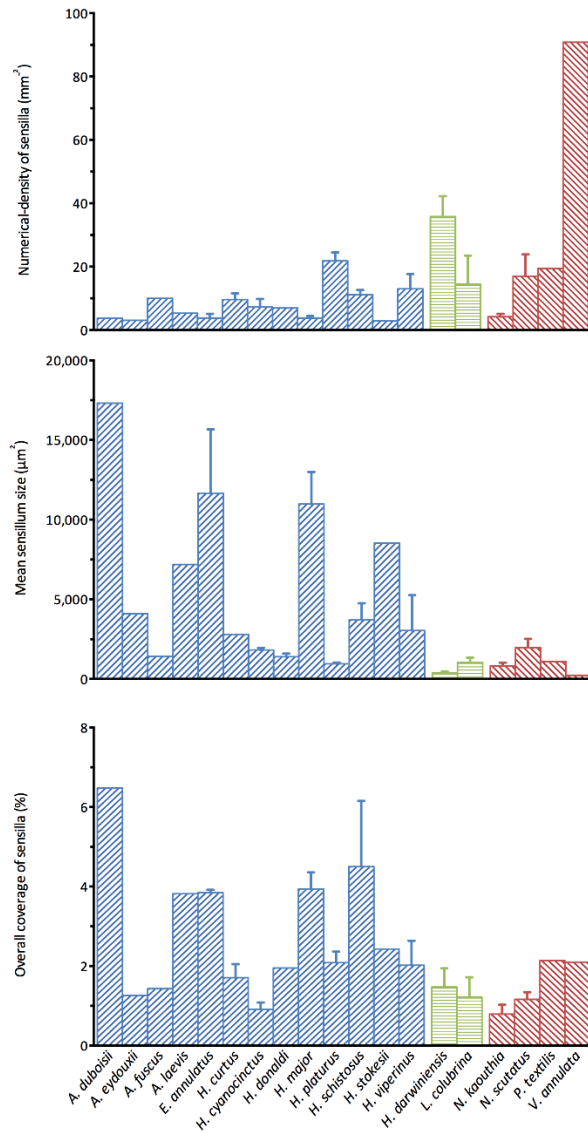 Numerical-density of sensilla (mm⁻²)
100
80
60
40
20
0
Mean sensillum size (μm²)
20,000
15,000
10,000
5,000
0
Overall coverage of sensilla (%)
8
6
4
2
0
A. duboisii
A. eydouxii
A. fuscus
A. laevis
E. annulatus
H. curtus
H. cyanocinctus
H. donaldi
H. major
H. platurus
H. schistosus
H. stokesii
H. viperinus
H. darwiniensis
L. colubrina
N. kaouthia
N. scutatus
P. textilis
V. annulata